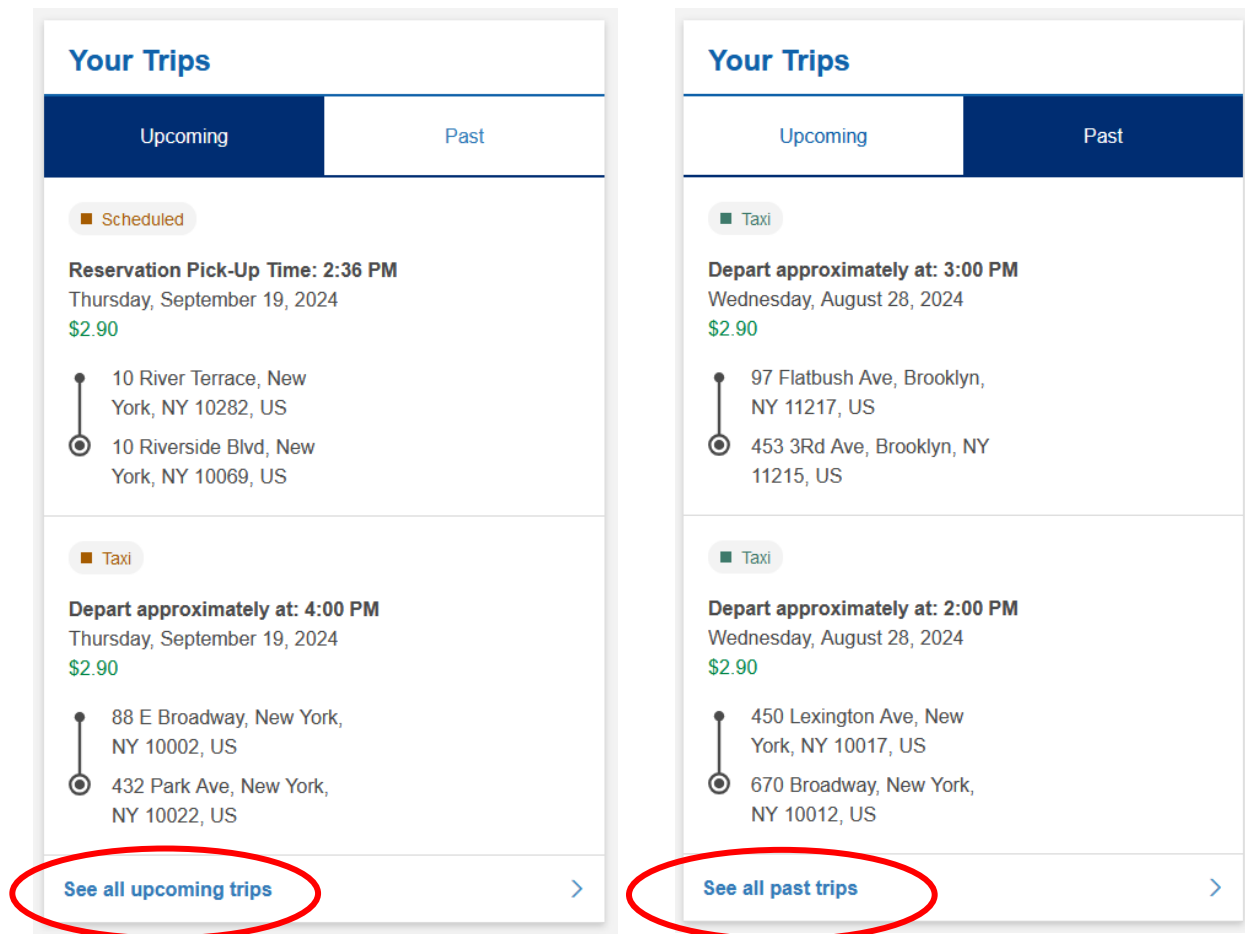 Your Trips
Upcoming
Past
Scheduled
Reservation Pick-Up Time: 2:36 PM
Thursday, September 19, 2024
$2.90
10 River Terrace, New
York, NY 10282, US
10 Riverside Blvd, New
York, NY 10069, US
Taxi
Depart approximately at: 4:00 PM
Thursday, September 19, 2024
$2.90
88 E Broadway, New York,
NY 10002, US
432 Park Ave, New York,
NY 10022, US
See all upcoming trips
Your Trips
Upcoming
Past
Taxi
Depart approximately at: 3:00 PM
Wednesday, August 28, 2024
$2.90
97 Flatbush Ave, Brooklyn,
NY 11217, US
453 3Rd Ave, Brooklyn, NY
11215, US
Taxi
Depart approximately at: 2:00 PM
Wednesday, August 28, 2024
$2.90
450 Lexington Ave, New
York, NY 10017, US
670 Broadway, New York,
NY 10012, US
See all past trips